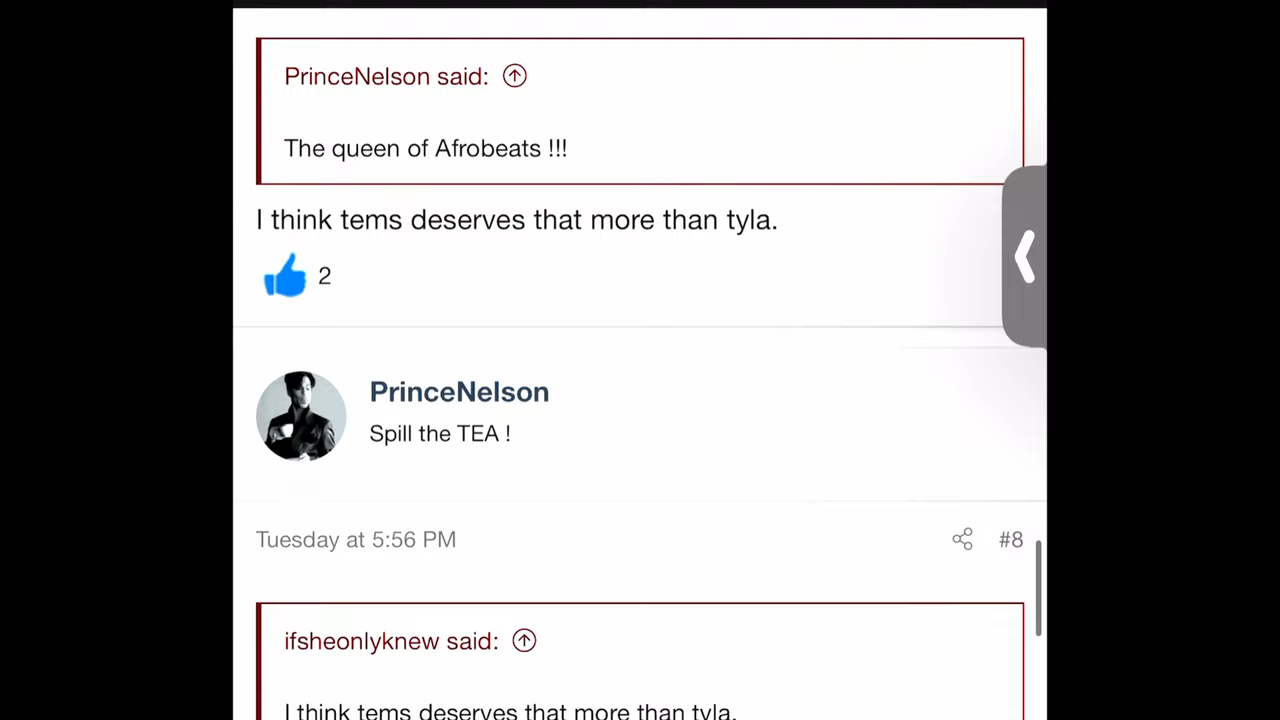 PrinceNelson said:
The queen of Afrobeats !!!
I think tems deserves that more than tyla.
2
PrinceNelson
Spill the TEA !
Tuesday at 5:56 PM
#8
ifsheonlyknew said:
I think tems deserves that more than tyla.